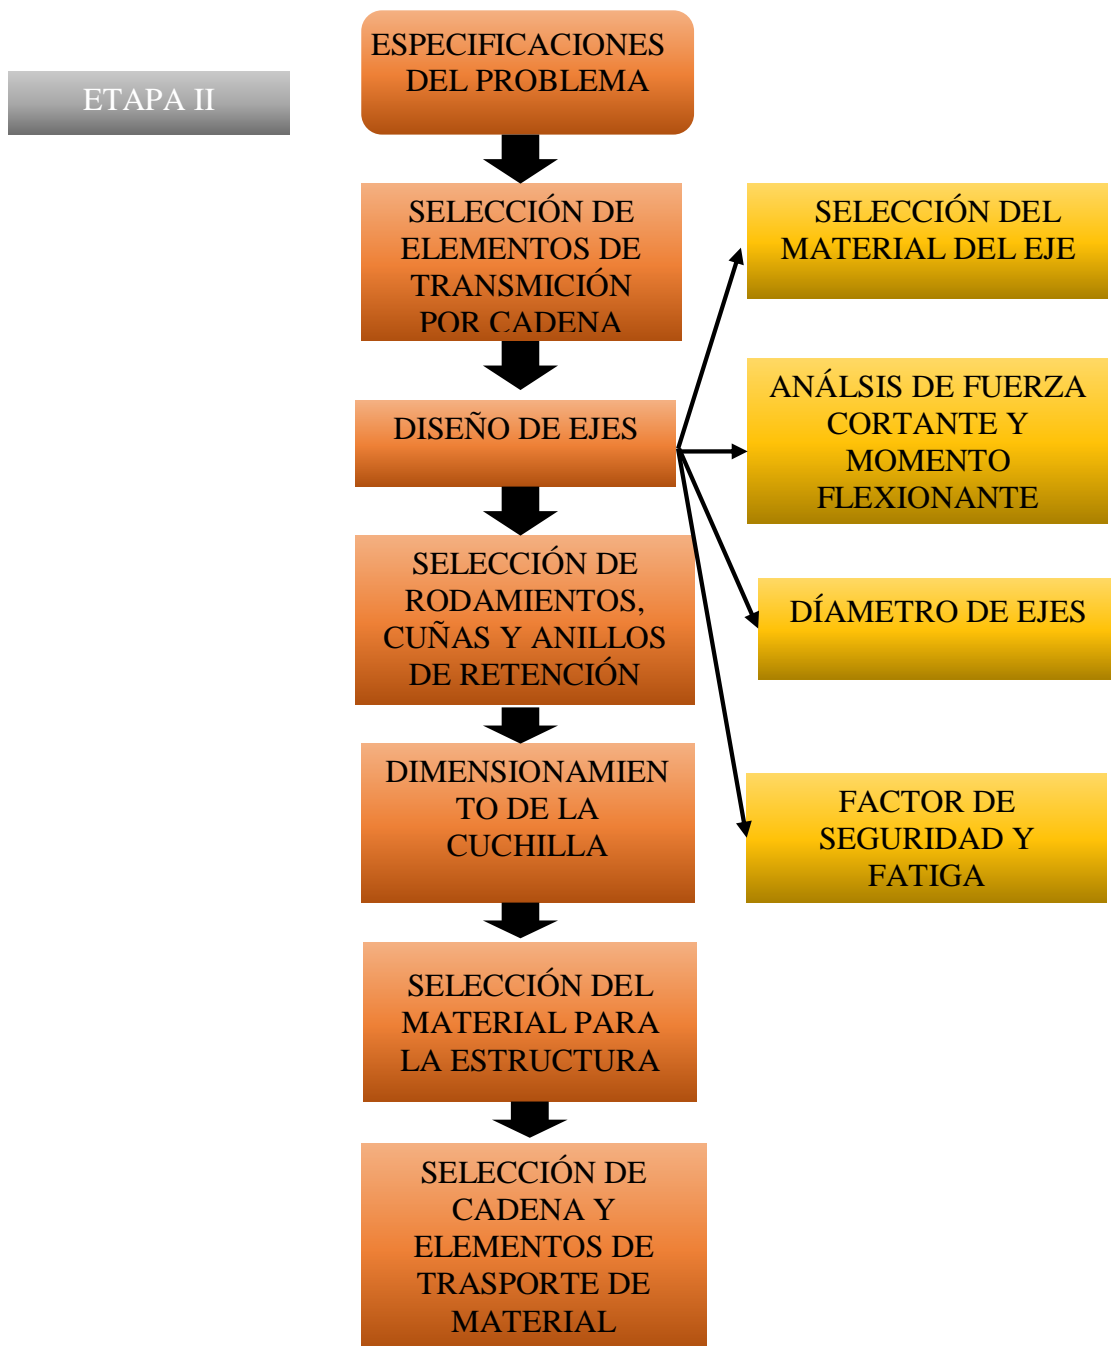 ETAPA II
ESPECIFICACIONES
DEL PROBLEMA
SELECCIÓN DE
ELEMENTOS DE
TRANSMICIÓN
POR CADENA
DISEÑO DE EJES
SELECCIÓN DEL
MATERIAL DEL EJE
ANÁLSIS DE FUERZA
CORTANTE Y
MOMENTO
FLEXIONANTE
DÍAMETRO DE EJES
FACTOR DE
SEGURIDAD Y
FATIGA
SELECCIÓN DE
RODAMIENTOS,
CUÑAS Y ANILLOS
DE RETENCIÓN
DIMENSIONAMIEN
TO DE LA
CUCHILLA
SELECCIÓN DEL
MATERIAL PARA
LA ESTRUCTURA
SELECCIÓN DE
CADENA Y
ELEMENTOS DE
TRASPORTE DE
MATERIAL